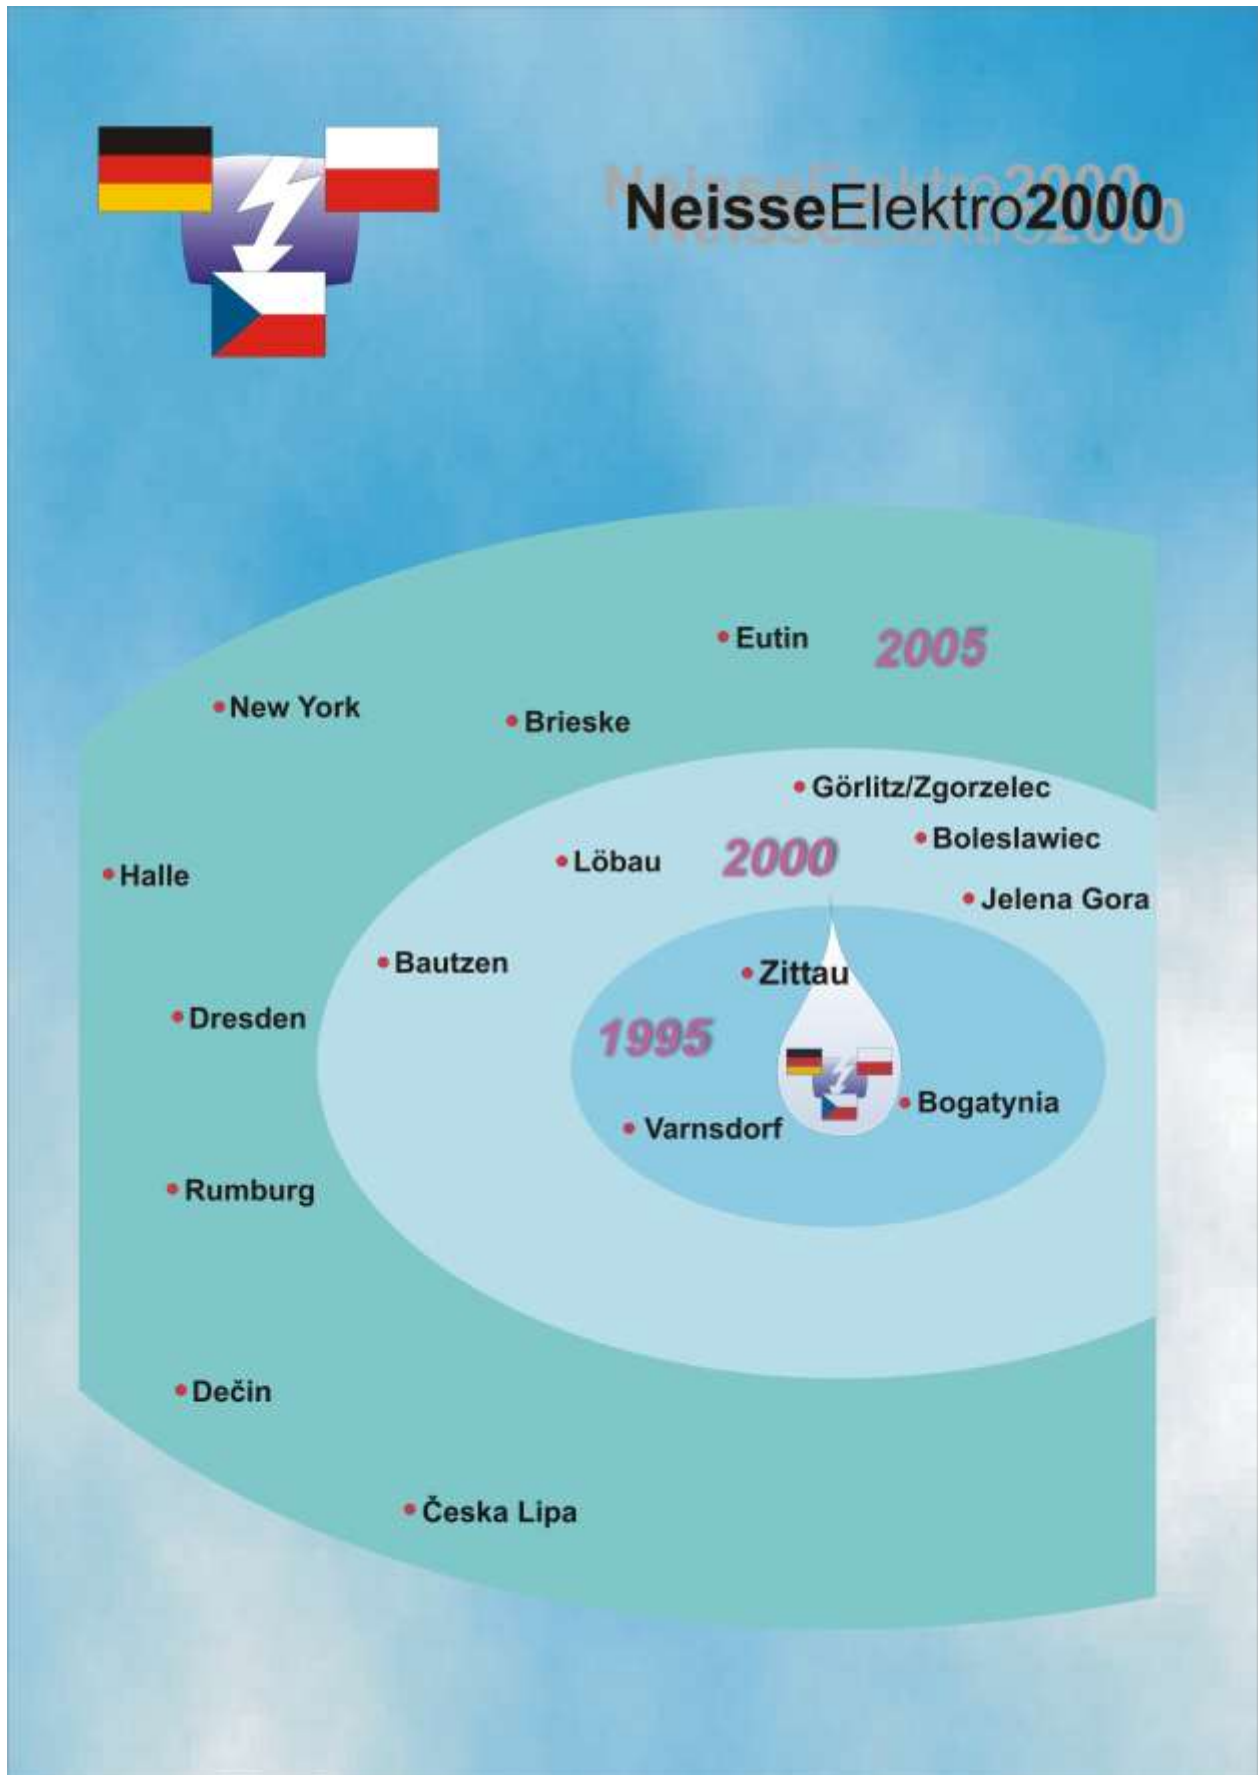 NeisseElektro2000
Eutin
2005
New York
Brieske
Görlitz/Zgorzelec
Boleslawiec
Löbau
2000
Halle
Jelena Gora
Bautzen
Zittau
Dresden
1995
Bogatynia
Varnsdorf
Rumburg
Dečin
Česka Lipa